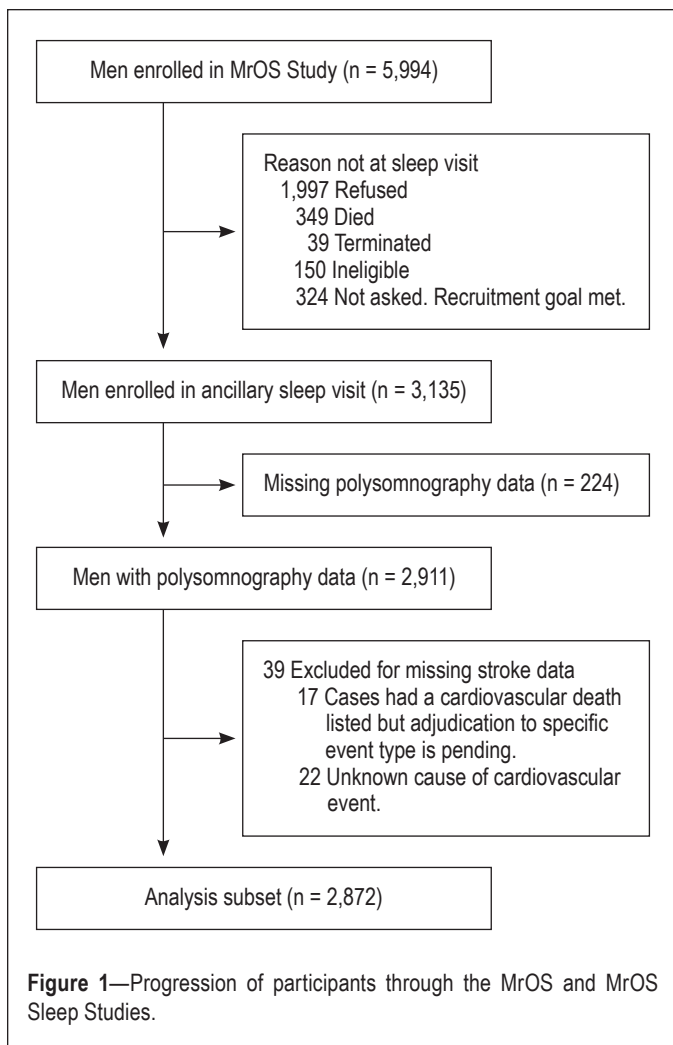 Men enrolled in MrOS Study (n = 5,994)
Reason not at sleep visit
1,997 Refused
349 Died
39 Terminated
150 Ineligible
324 Not asked. Recruitment goal met.
Men enrolled in ancillary sleep visit (n = 3,135)
Missing polysomnography data (n = 224)
Men with polysomnography data (n = 2,911)
39 Excluded for missing stroke data
17 Cases had a cardiovascular death
listed but adjudication to specific
event type is pending.
22 Unknown cause of cardiovascular
event.
Analysis subset (n = 2,872)
Figure 1—Progression of participants through the MrOS and MrOS
Sleep Studies.